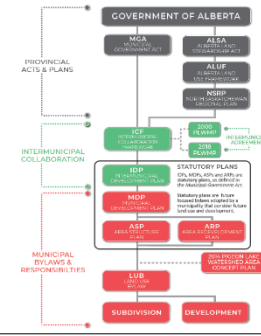 GOVERNMENT OF ALBERTA
MGA
MUNICIPAL
GOVERNMENT ACT
ALSA
ALBERTA LAND
STEWARDSHIP ACT
PROVINCIAL
ACTS & PLANS
ALUF
ALBERTA LAND
USE FRAMEWORK
NSRP
NORTH SASKATCHEWAN
REGIONAL PLAN
ICF
INTERMUNICIPAL
COLLABORATION
FRAMEWORK
2000
PLWMP
2018
PLWMP
INTERMUNICIPAL
COLLABORATION
IDP
INTERMUNICIPAL
DEVELOPMENT PLAN
STATUTORY PLANS
IDPs, MDPs, ASPs and ARPs are
statutory plans, as defined in
the Municipal Government Act.
Statutory plans are future
focused bylaws adopted by a
municipality that consider future
land use and development.
MDP
MUNICIPAL
DEVELOPMENT PLAN
ASP
AREA STRUCTURE
PLAN
ARP
AREA REDEVELOPMENT
PLAN
MUNICIPAL
BYLAWS &
RESPONSIBILTIES
2014 PIGEON LAKE
WATERSHED AREA
CONCEPT PLAN
LUB
LAND USE
BYLAW
SUBDIVISION
DEVELOPMENT